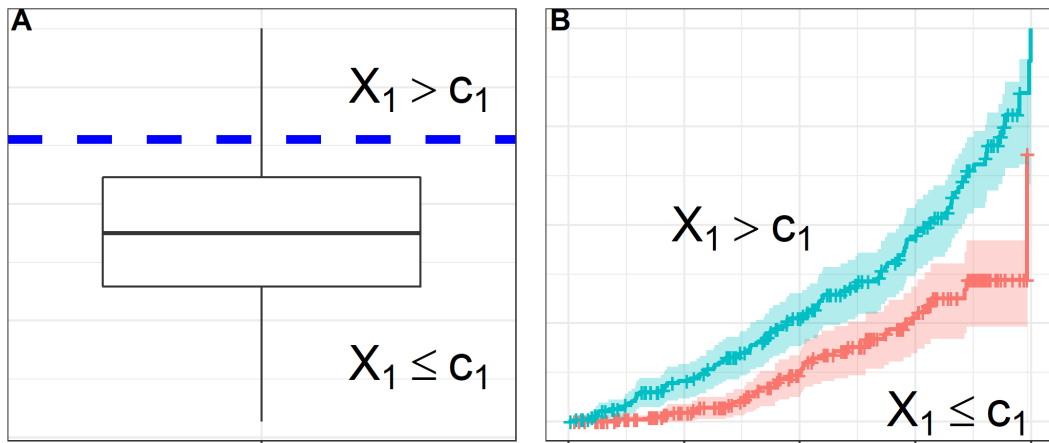 A
X₁ > c₁
X₁ ≤ c₁
B
X₁ > c₁
X₁ ≤ c₁